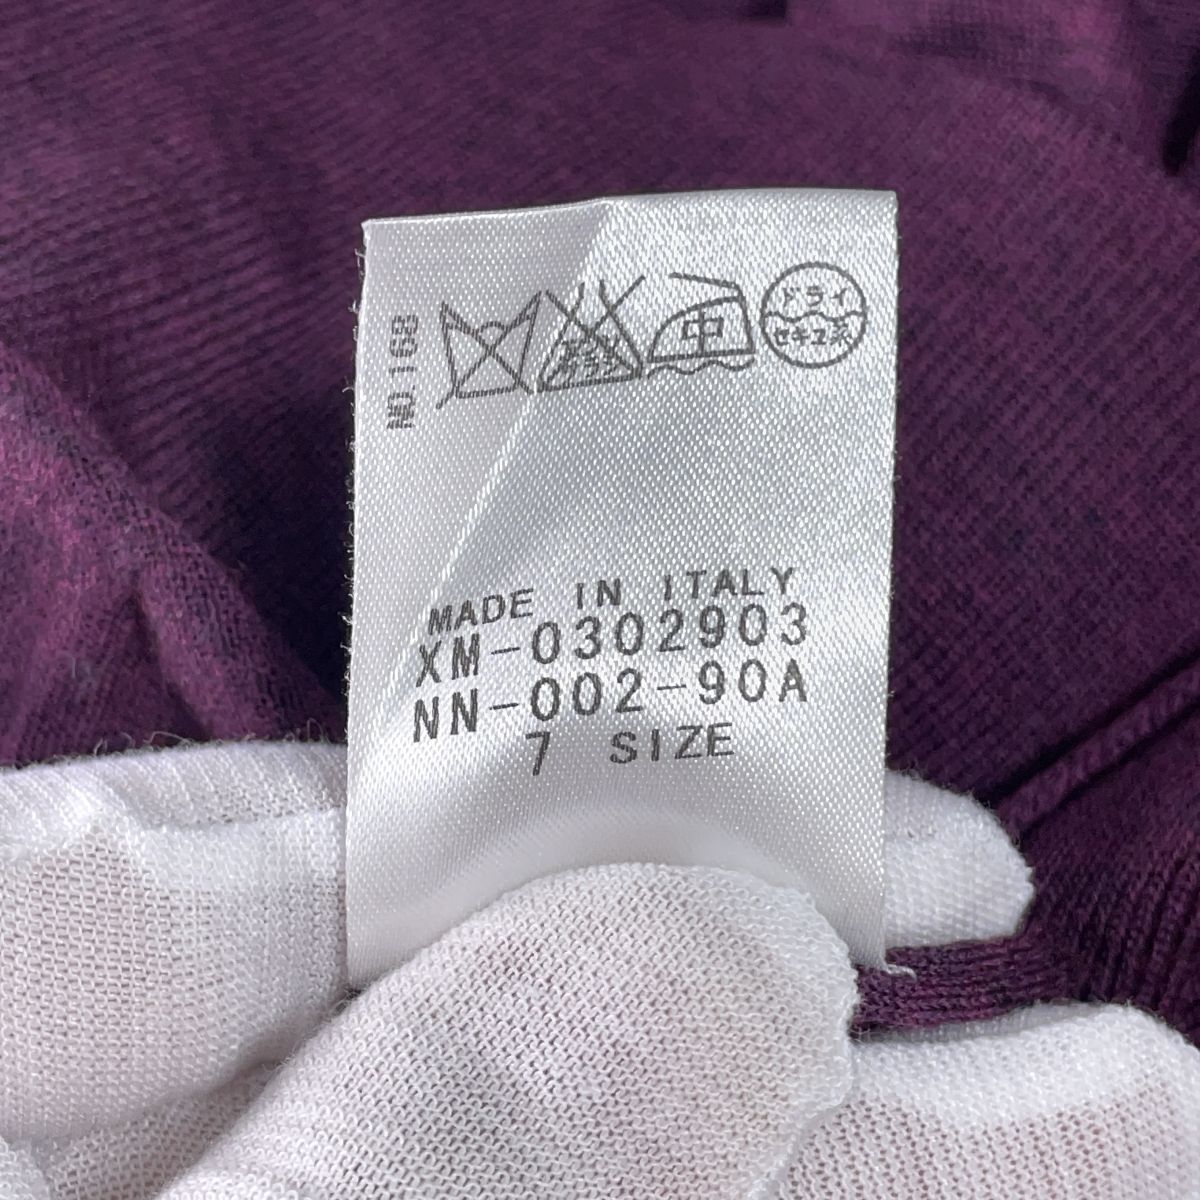 NO.168
中
ドライ
セキユ系
MADE IN ITALY
XM-0302903
NN-002-90A
7 SIZE